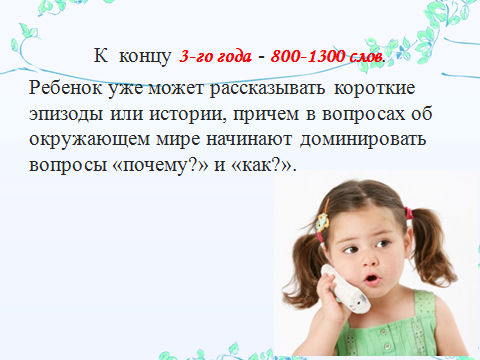 К концу 3-го года - 800-1300 слов.
Ребенок уже может рассказывать короткие
эпизоды или истории, причем в вопросах об
окружающем мире начинают доминировать
вопросы «почему?» и «как?».